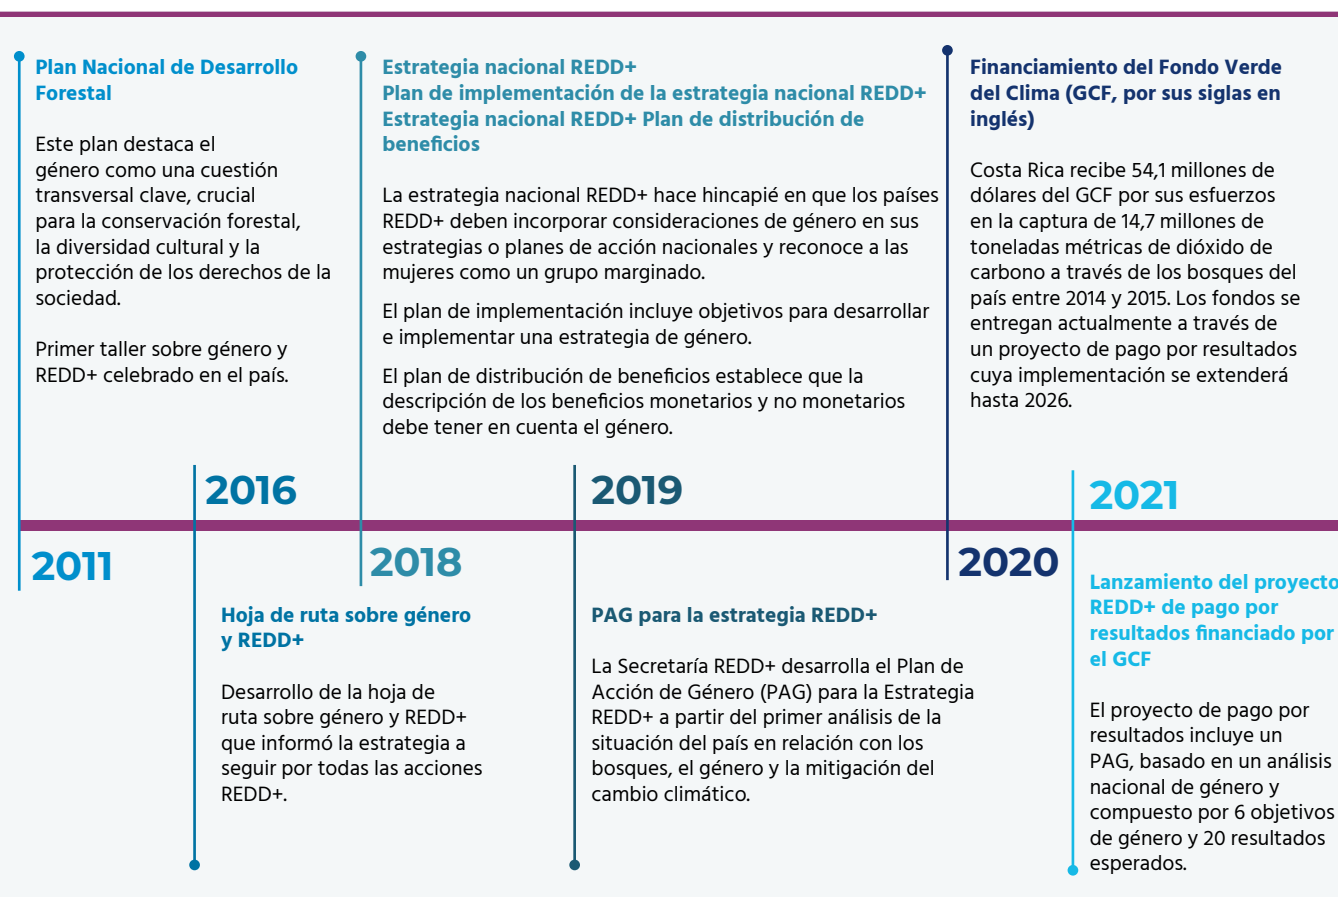 Plan Nacional de Desarrollo
Forestal
Este plan destaca el
género como una cuestión
transversal clave, crucial
para la conservación forestal,
la diversidad cultural y la
protección de los derechos de la
sociedad.
Primer taller sobre género y
REDD+ celebrado en el país.
2011
2016
Hoja de ruta sobre género
y REDD+
Desarrollo de la hoja de
ruta sobre género y REDD+
que informó la estrategia a
seguir por todas las acciones
REDD+.
Estrategia nacional REDD+
Plan de implementación de la estrategia nacional REDD+
Estrategia nacional REDD+ Plan de distribución de
beneficios
La estrategia nacional REDD+ hace hincapié en que los países
REDD+ deben incorporar consideraciones de género en sus
estrategias o planes de acción nacionales y reconoce a las
mujeres como un grupo marginado.
El plan de implementación incluye objetivos para desarrollar
e implementar una estrategia de género.
El plan de distribución de beneficios establece que la
descripción de los beneficios monetarios y no monetarios
debe tener en cuenta el género.
2018
2019
PAG para la estrategia REDD+
La Secretaría REDD+ desarrolla el Plan de
Acción de Género (PAG) para la Estrategia
REDD+ a partir del primer análisis de la
situación del país en relación con los
bosques, el género y la mitigación del
cambio climático.
Financiamiento del Fondo Verde
del Clima (GCF, por sus siglas en
inglés)
Costa Rica recibe 54,1 millones de
dólares del GCF por sus esfuerzos
en la captura de 14,7 millones de
toneladas métricas de dióxido de
carbono a través de los bosques del
país entre 2014 y 2015. Los fondos se
entregan actualmente a través de
un proyecto de pago por resultados
cuya implementación se extenderá
hasta 2026.
2020
2021
Lanzamiento del proyecto
REDD+ de pago por
resultados financiado por
el GCF
El proyecto de pago por
resultados incluye un
PAG, basado en un análisis
nacional de género y
compuesto por 6 objetivos
de género y 20 resultados
esperados.